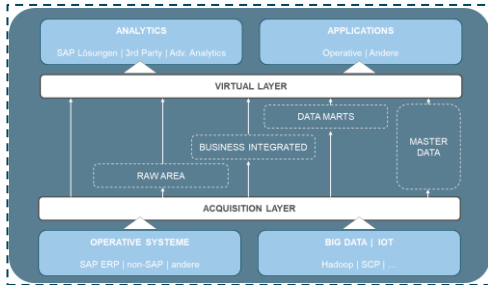 ANALYTICS
SAP Lösungen | 3rd Party | Adv. Analytics
APPLICATIONS
Operative | Andere
VIRTUAL LAYER
DATA MARTS
BUSINESS INTEGRATED
MASTER
DATA
RAW AREA
ACQUISITION LAYER
OPERATIVE SYSTEME
SAP ERP | non-SAP | andere
BIG DATA | IOT
Hadoop | SCP | ...